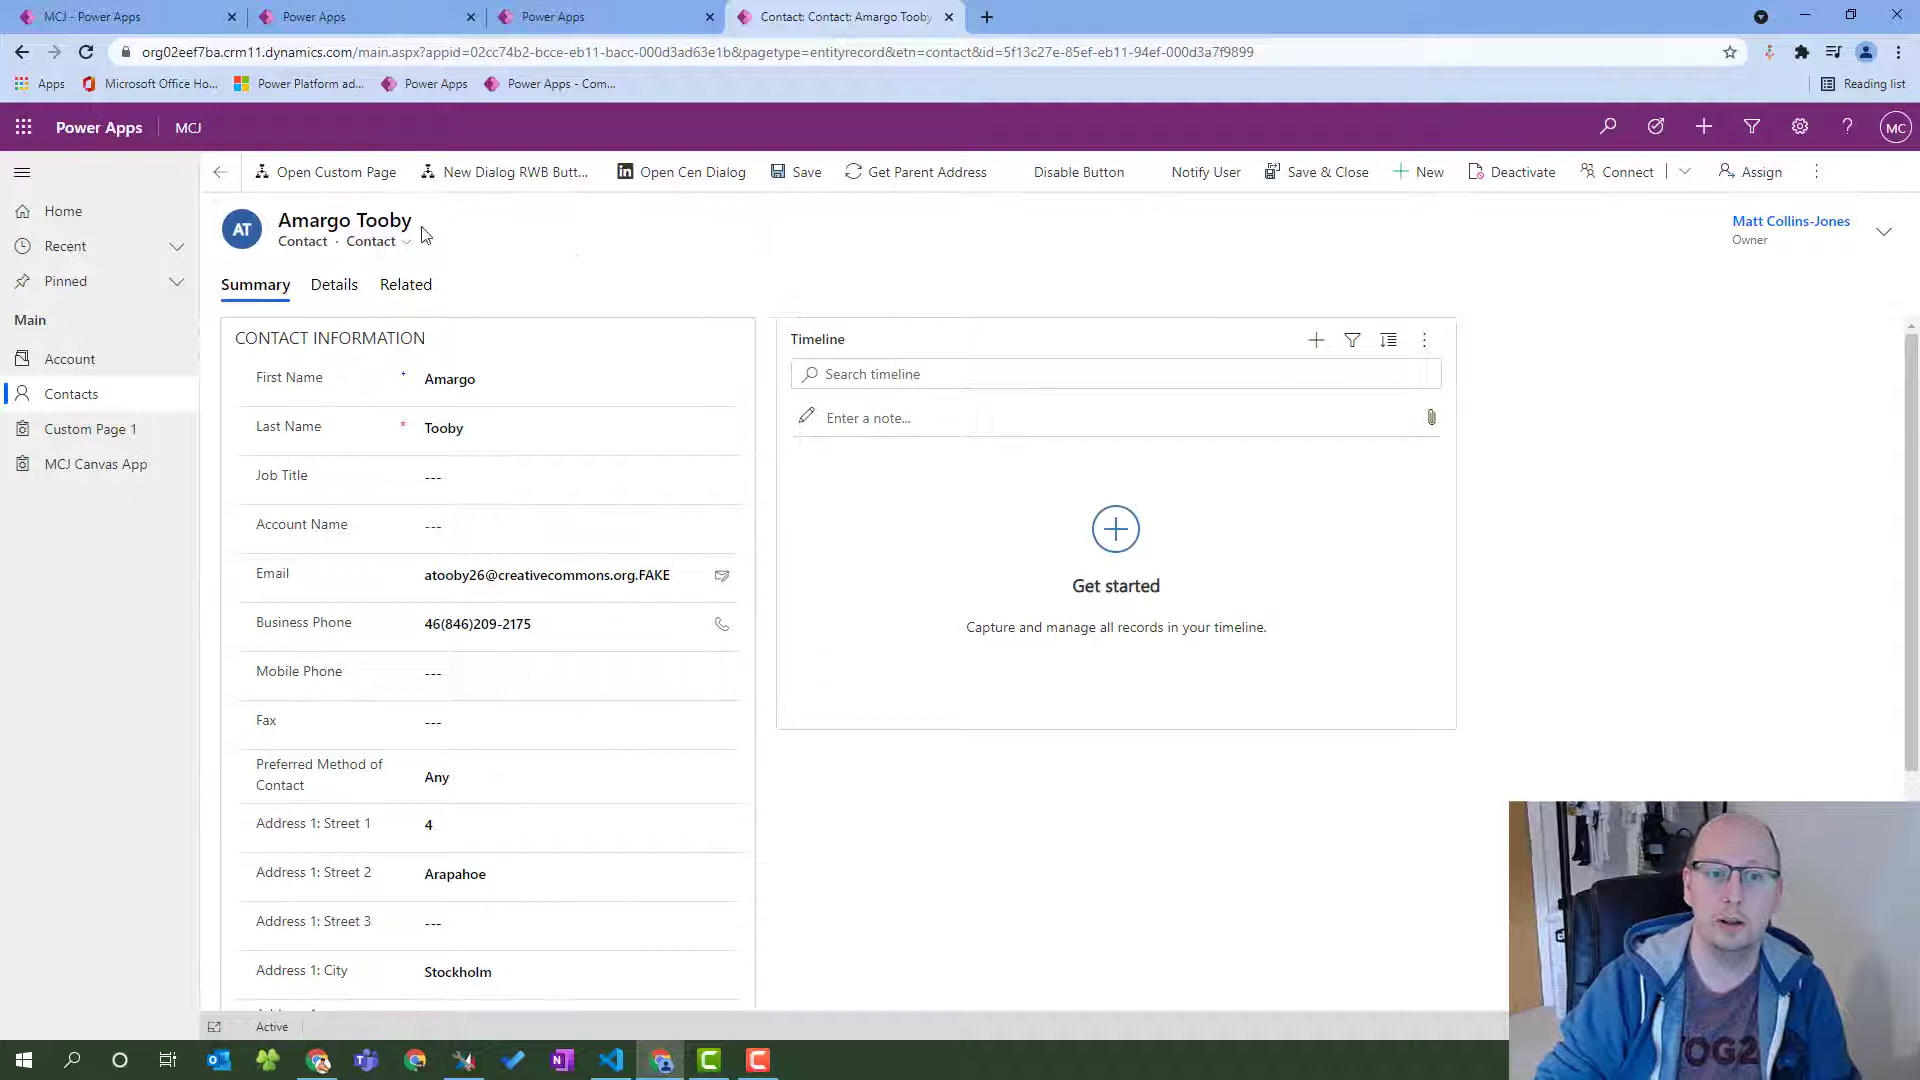 MCJ - Power Apps
Power Apps
Power Apps
Contact: Contact: Amargo Tooby
org02eef7ba.crm11.dynamics.com/main.aspx?appid=02cc74b2-bcce-eb11-bacc-000d3ad63e1b&pagetype=entityrecord&etn=contact&id=5f13c27e-85ef-eb11-94ef-000d3a7f9899
Apps
Microsoft Office Ho...
Power Platform ad...
Power Apps
Power Apps - Com...
Reading list
Power Apps
MCJ
MC
Open Custom Page
New Dialog RWB Butt...
Open Cen Dialog
Save
Get Parent Address
Disable Button
Notify User
Save & Close
New
Deactivate
Connect
Assign
Home
Recent
Pinned
Main
Account
Contacts
Custom Page 1
MCJ Canvas App
AT
Amargo Tooby
Contact · Contact
Matt Collins-Jones
Owner
Summary
Details
Related
CONTACT INFORMATION
First Name + Amargo
Last Name * Tooby
Job Title ---
Account Name ---
Email atooby26@creativecommons.org.FAKE
Business Phone 46(846)209-2175
Mobile Phone ---
Fax ---
Preferred Method of Contact Any
Address 1: Street 1 4
Address 1: Street 2 Arapahoe
Address 1: Street 3 ---
Address 1: City Stockholm
Timeline
Search timeline
Enter a note...
Get started
Capture and manage all records in your timeline.
Active